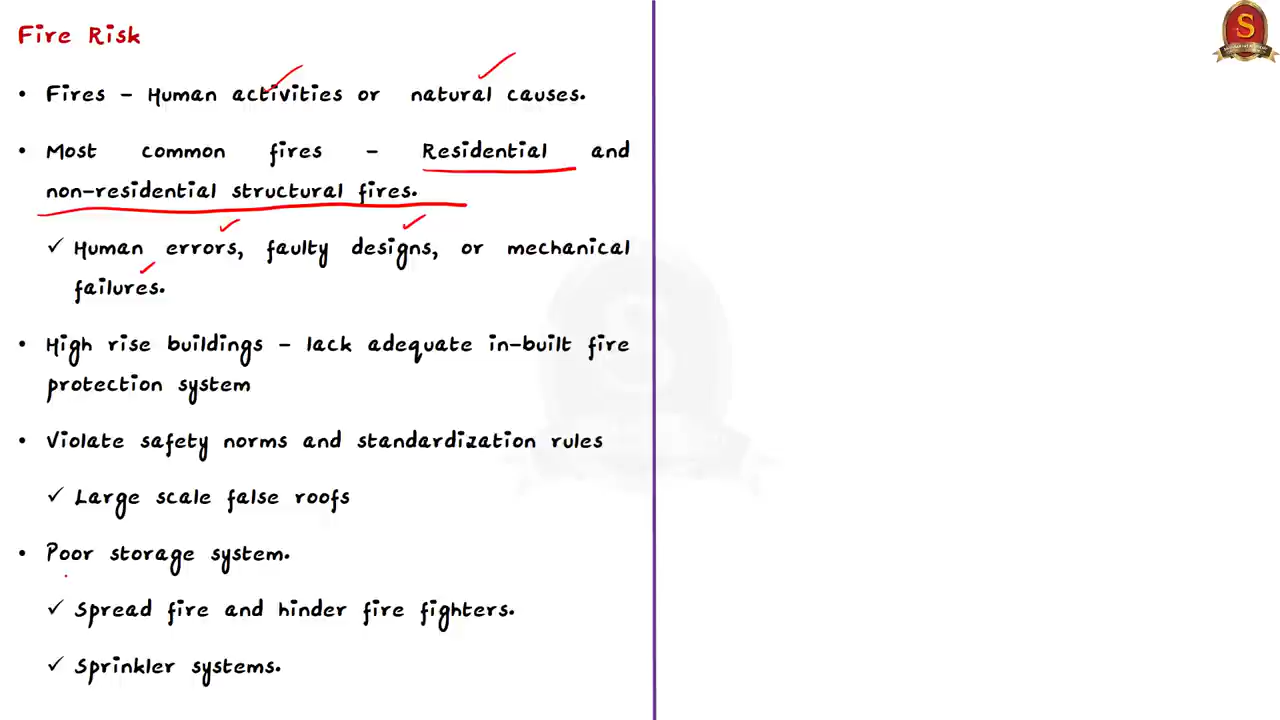 Fire Risk
• Fires – Human activities or natural causes.
• Most common fires – Residential and
non-residential structural fires.
✓ Human errors, faulty designs, or mechanical
failures.
• High rise buildings – lack adequate in-built fire
protection system
• Violate safety norms and standardization rules
✓ Large scale false roofs
• Poor storage system.
✓ Spread fire and hinder fire fighters.
✓ Sprinkler systems.
S